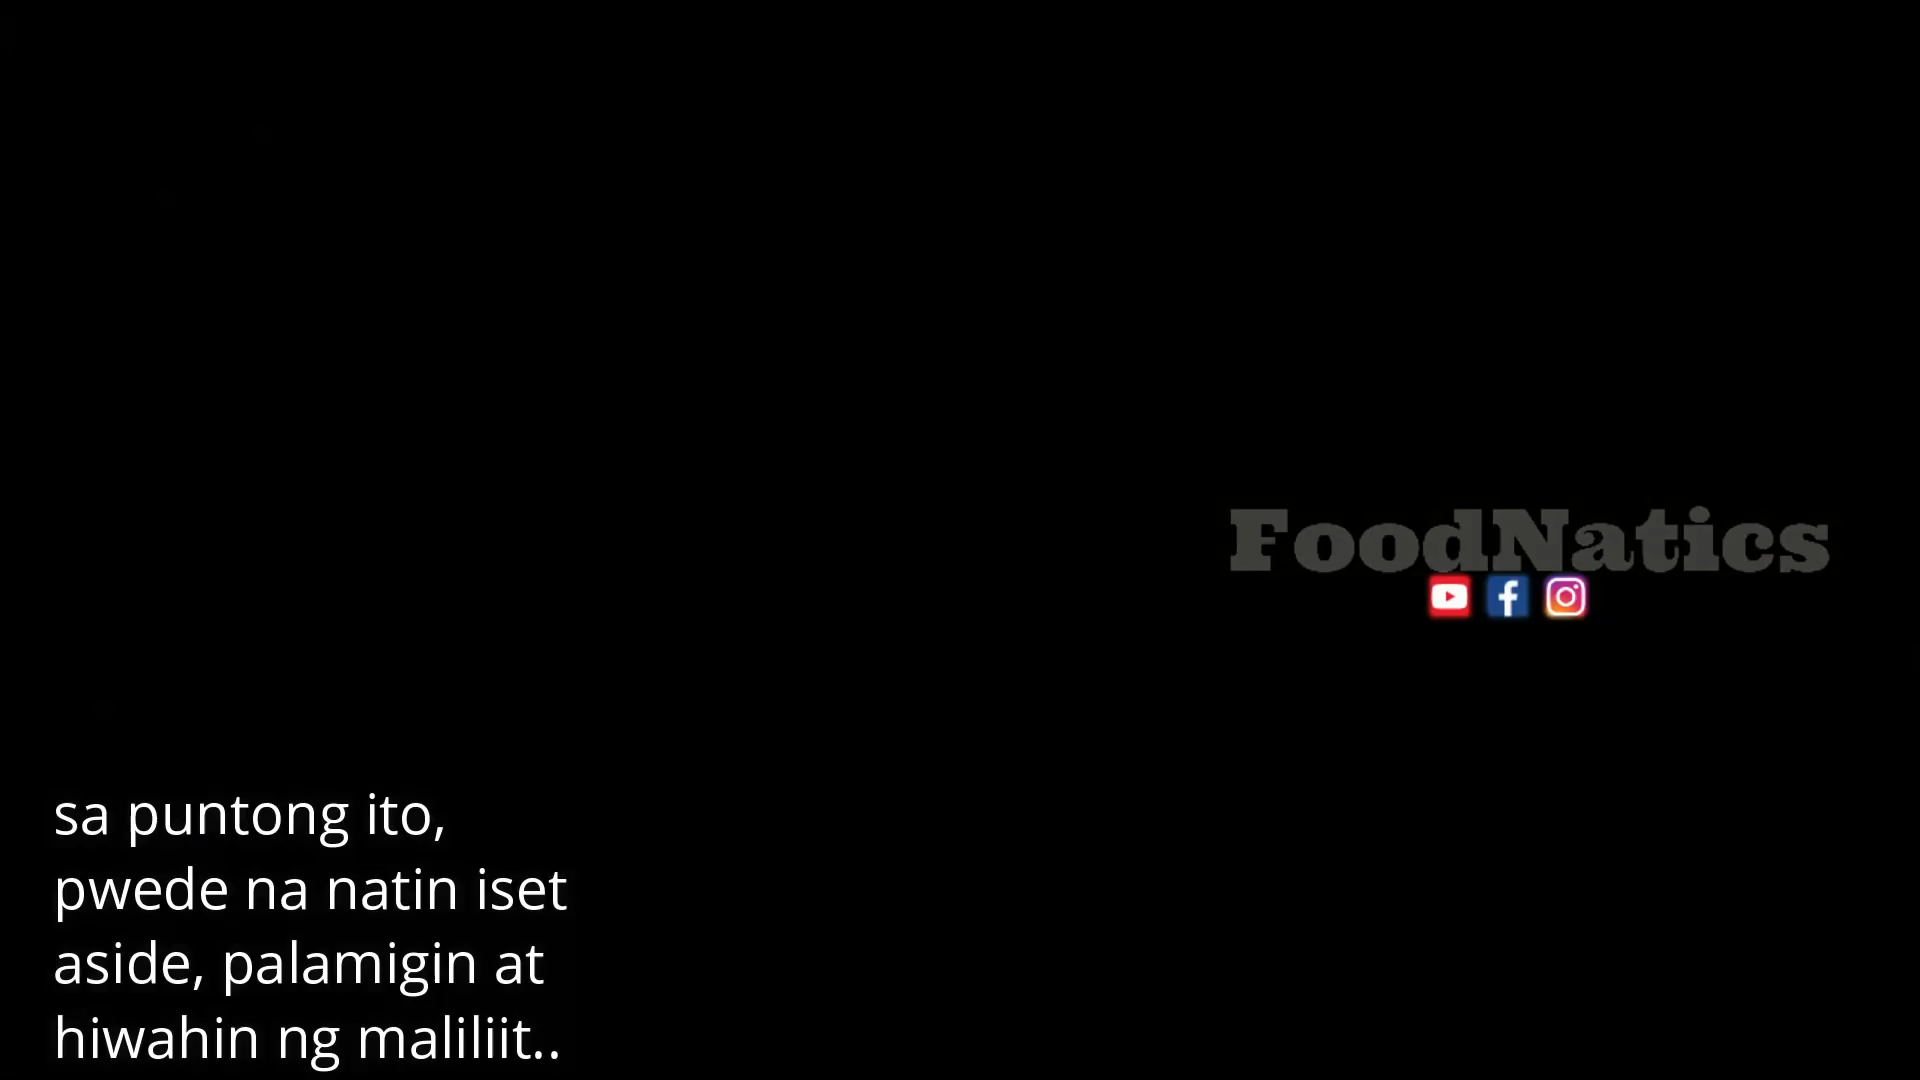 FoodNatics
sa puntong ito,
pwede na natin iset
aside, palamigin at
hiwahin ng maliliit..